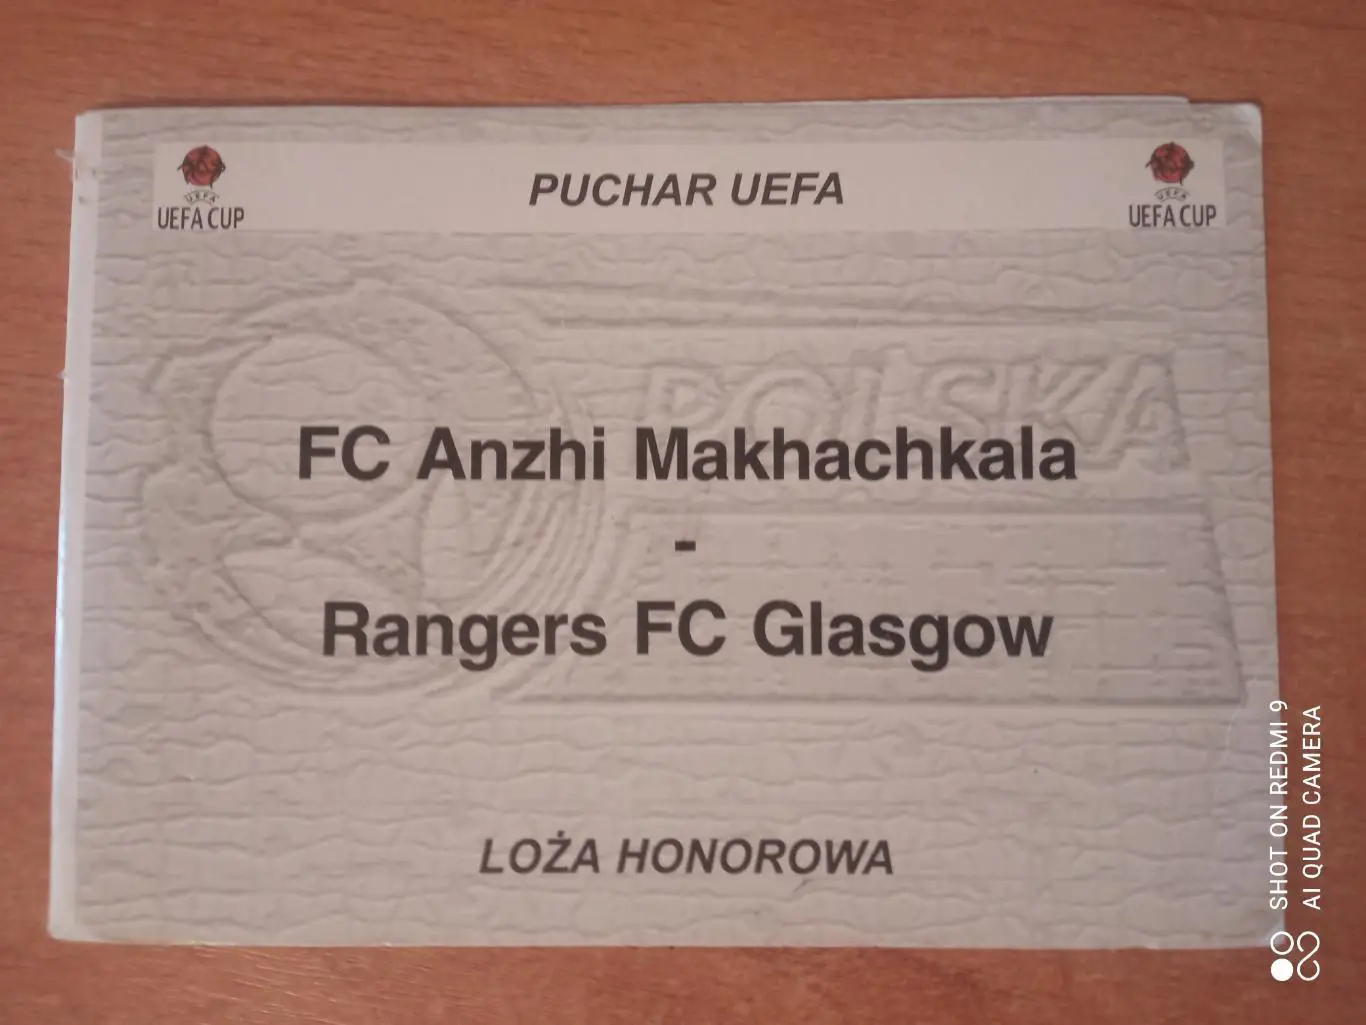 PUCHAR UEFA
UEFA
UEFA CUP
UEFA
UEFA CUP
POLSKA
FC Anzhi Makhachkala
-
Rangers FC Glasgow
LOŻA HONOROWA
SHOT ON REDMI 9
AI QUAD CAMERA